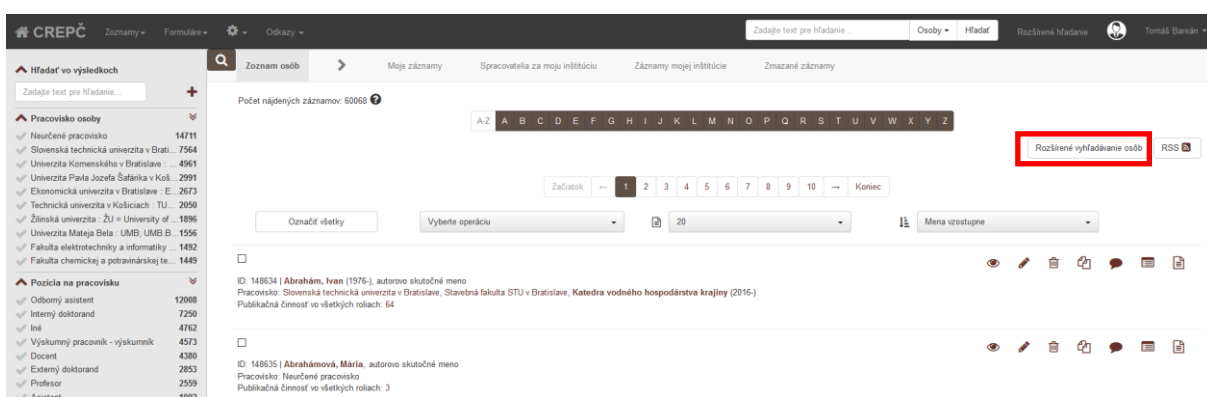 CREPČ Zoznamy Formuláre Odkazy Zadajte text pre hľadanie... Osoby Hľadať Rozšírené hľadanie Tomáš
Hľadať vo výsledkoch
Zadajte text pre hľadanie...
Pracovisko osoby
Neurčené pracovisko 14711
Slovenská technická univerzita v Brati... 7564
Univerzita Komenského v Bratislave : ... 4961
Univerzita Pavla Jozefa Šafárika v Koš... 2991
Ekonomická univerzita v Bratislave : E... 2673
Technická univerzita v Košiciach : TU... 2050
Žilinská univerzita : ŽU = University of ... 1896
Univerzita Mateja Bela : UMB; UMB.B... 1556
Fakulta elektrotechniky a informatiky ... 1492
Fakulta chemickej a potravinárskej te... 1449
Pozícia na pracovisku
Odborný asistent 12008
Interný doktorand 7250
Iné 4762
Výskumný pracovník - výskumník 4573
Docent 4380
Externý doktorand 2853
Profesor 2559
Zoznam osôb Moje záznamy Spracovatelia za moju inštitúciu Záznamy mojej inštitúcie Zmazané záznamy
Počet nájdených záznamov: 60068
A-Z A B C D E F G H I J K L M N O P Q R S T U V W X Y Z
Rozšírené vyhľadávanie osôb RSS
Začiatok ← 1 2 3 4 5 6 7 8 9 10 → Koniec
Označiť všetky Vyberte operáciu 20 Mena vzostupne
ID: 148634 | Abrahám, Ivan (1976-), autorovo skutočné meno
Pracovisko: Slovenská technická univerzita v Bratislave, Stavebná fakulta STU v Bratislave, Katedra vodného hospodárstva krajiny (2016-)
Publikačná činnosť vo všetkých roliach: 64
ID: 148635 | Abrahámová, Mária, autorovo skutočné meno
Pracovisko: Neurčené pracovisko
Publikačná činnosť vo všetkých roliach: 3